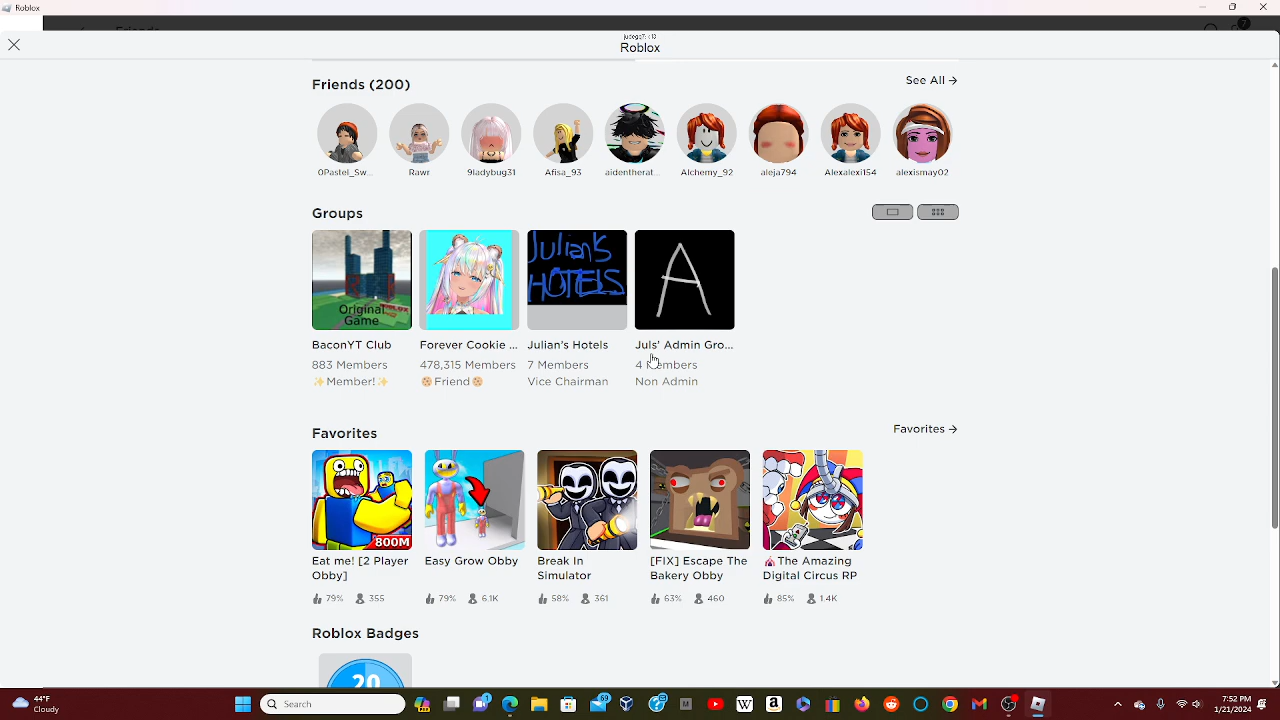 Roblox
Roblox
Friends (200)
See All →
0Pastel_Sw...
Rawr
9ladybug31
Afisa_93
aidentherat...
Alchemy_92
aleja794
Alexalexi154
alexismay02
Groups
Original
Game
Julian's
HOTELS
A
BaconYT Club
Forever Cookie ...
Julian's Hotels
Juls' Admin Gro...
883 Members
478,315 Members
7 Members
4
✨Member!✨
🍪Friend🍪
Vice Chairman
Non Admin
Favorites
Favorites →
800M
Eat me! [2 Player
Obby]
Easy Grow Obby
Break In
Simulator
[FIX] Escape The
Bakery Obby
🎪The Amazing
Digital Circus RP
79% 355
79% 6.1K
58% 361
63% 460
85% 1.4K
Roblox Badges
20
44°F
Cloudy
Search
7:52 PM
1/21/2024